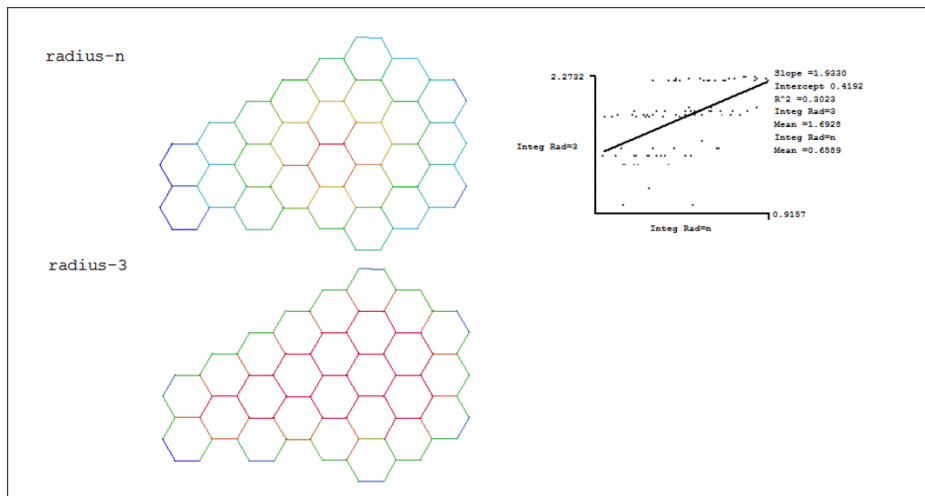 radius-n
2.2732
Slope =1.9330
Intercept 0.4192
R^2 =0.3023
Integ Rad=3
Mean =1.6928
Integ Rad=n
Mean =0.6589
Integ Rad=3
0.9157
Integ Rad=n
radius-3